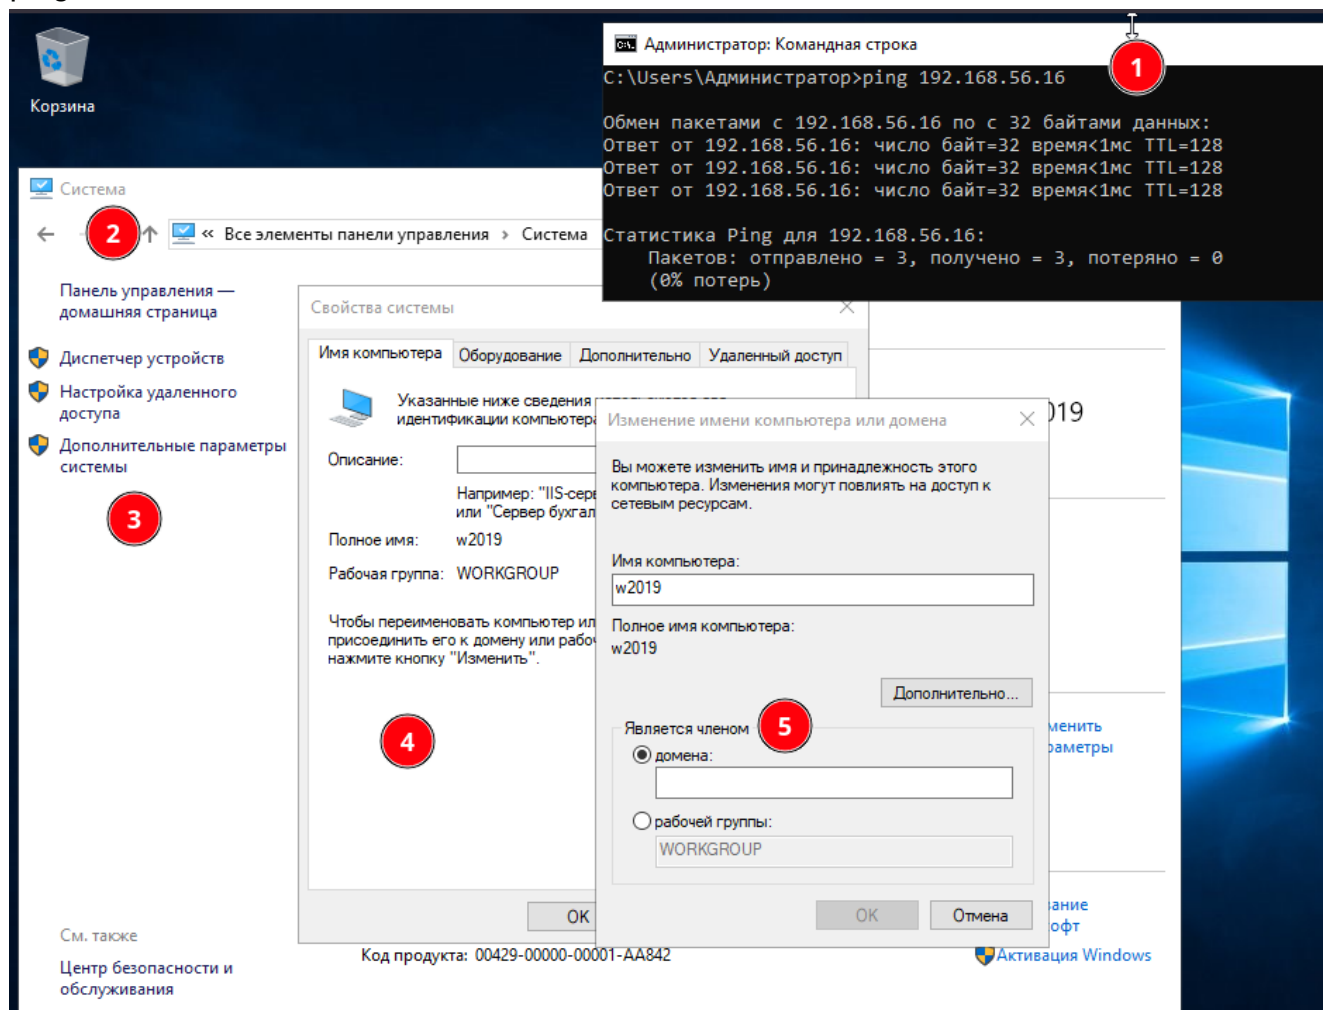 Корзина
Администратор: Командная строка
1
C:\Users\Администратор>ping 192.168.56.16
Обмен пакетами с 192.168.56.16 по с 32 байтами данных:
Ответ от 192.168.56.16: число байт=32 время<1мс TTL=128
Ответ от 192.168.56.16: число байт=32 время<1мс TTL=128
Ответ от 192.168.56.16: число байт=32 время<1мс TTL=128
Статистика Ping для 192.168.56.16:
Пакетов: отправлено = 3, получено = 3, потеряно = 0
(0% потерь)
Система
2
« Все элементы панели управления › Система
Панель управления —
домашняя страница
Диспетчер устройств
Настройка удаленного
доступа
Дополнительные параметры
системы
3
См. также
Центр безопасности и
обслуживания
Свойства системы
Имя компьютера Оборудование Дополнительно Удаленный доступ
Указанные ниже сведения
идентификации компьютера
Описание:
Например: "IIS-серв
или "Сервер бухгал
Полное имя: w2019
Рабочая группа: WORKGROUP
Чтобы переименовать компьютер ил
присоединить его к домену или рабоч
нажмите кнопку "Изменить".
4
OK
Изменение имени компьютера или домена
Вы можете изменить имя и принадлежность этого
компьютера. Изменения могут повлиять на доступ к
сетевым ресурсам.
Имя компьютера:
w2019
Полное имя компьютера:
w2019
Дополнительно...
Является членом
5
домена:
рабочей группы:
WORKGROUP
OK Отмена
019
менить
раметры
ание
офт
Код продукта: 00429-00000-00001-AA842
Активация Windows